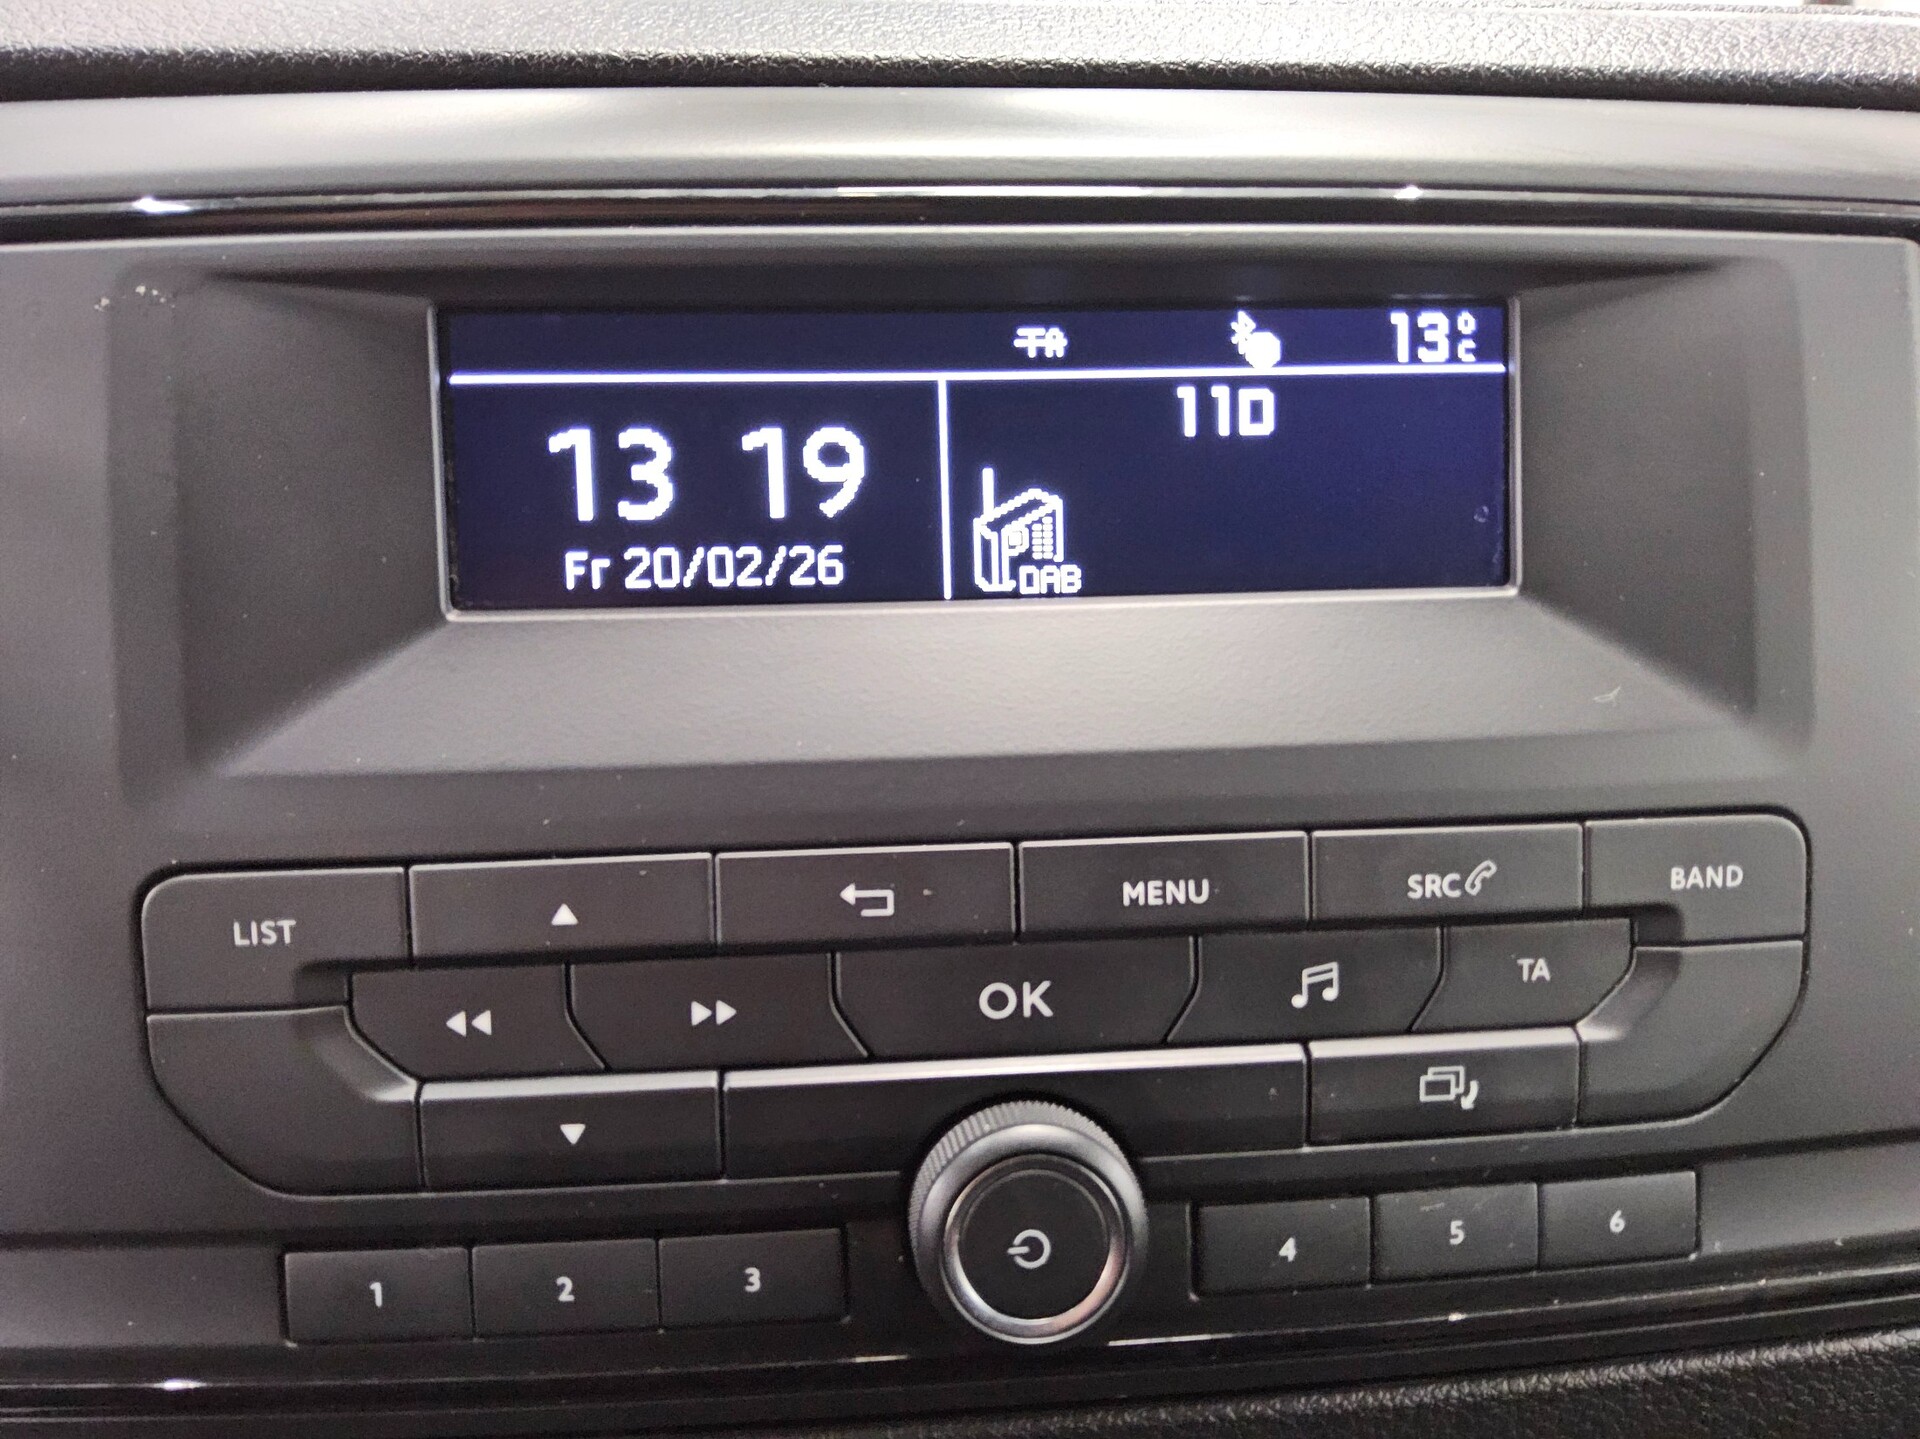 TA
13°C
13 19
Fr 20/02/26
11D
DAB
LIST
MENU
SRC
BAND
OK
TA
1
2
3
4
5
6